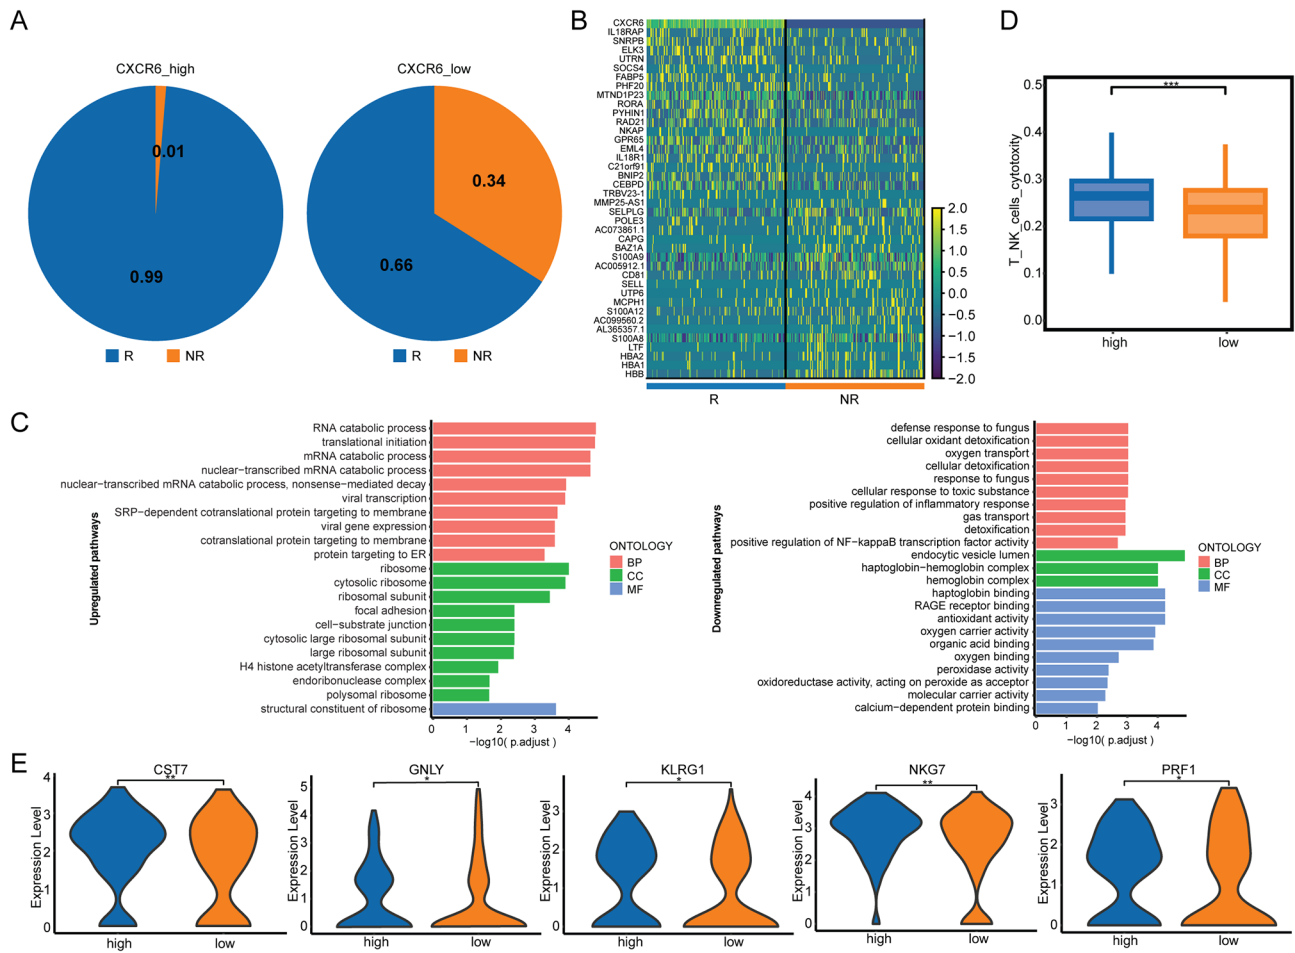 A
CXCR6_high
0.01
0.99
R
NR
CXCR6_low
0.34
0.66
R
NR
B
CXCR6
IL18RAP
SNRPB
ELK3
UTRN
SOCS4
FABP5
PHF20
MTND1P23
RORA
PYHIN1
RAD21
NKAP
GPR65
EML4
IL18R1
C21orf91
BNIP2
CEBPD
TRBV23-1
MMP25-AS1
SELPLG
POLE3
AC073861.1
CAPG
BAZ1A
S100A9
AC005912.1
CD81
SELL
UTP6
MCPH1
S100A12
AC099560.2
AL365357.1
S100A8
LTF
HBA2
HBA1
HBB
R
NR
2.0
1.5
1.0
0.5
0.0
−0.5
−1.0
−1.5
−2.0
D
T_NK_cells_cytotoxity
0.5
0.3
0.2
0.1
0.0
***
high
low
C
Upregulated pathways
RNA catabolic process
translational initiation
mRNA catabolic process
nuclear−transcribed mRNA catabolic process
nuclear−transcribed mRNA catabolic process, nonsense−mediated decay
viral transcription
SRP−dependent cotranslational protein targeting to membrane
viral gene expression
cotranslational protein targeting to membrane
protein targeting to ER
ribosome
cytosolic ribosome
ribosomal subunit
focal adhesion
cell−substrate junction
cytosolic large ribosomal subunit
large ribosomal subunit
H4 histone acetyltransferase complex
endoribonuclease complex
polysomal ribosome
structural constituent of ribosome
0 1 2 3 4
−log10( p.adjust )
ONTOLOGY
BP
CC
MF
Downregulated pathways
defense response to fungus
cellular oxidant detoxification
oxygen transport
cellular detoxification
response to fungus
cellular response to toxic substance
positive regulation of inflammatory response
gas transport
detoxification
positive regulation of NF−kappaB transcription factor activity
endocytic vesicle lumen
haptoglobin−hemoglobin complex
hemoglobin complex
haptoglobin binding
RAGE receptor binding
antioxidant activity
oxygen carrier activity
organic acid binding
oxygen binding
peroxidase activity
oxidoreductase activity, acting on peroxide as acceptor
molecular carrier activity
calcium−dependent protein binding
0 1 2 3 4
−log10( p.adjust )
ONTOLOGY
BP
CC
MF
E
CST7
**
Expression Level
4
3
2
1
0
high
low
GNLY
*
Expression Level
5
4
3
2
1
0
high
low
KLRG1
*
Expression Level
3
2
1
0
high
low
NKG7
**
Expression Level
4
3
2
1
0
high
low
PRF1
*
Expression Level
3
2
1
0
high
low